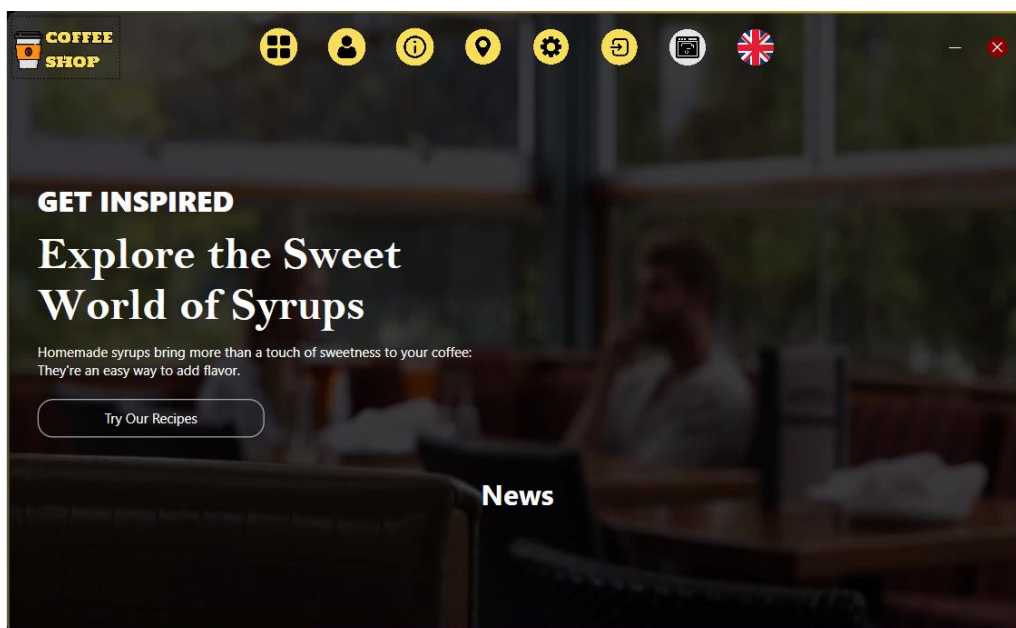 COFFEE
SHOP
GET INSPIRED
Explore the Sweet
World of Syrups
Homemade syrups bring more than a touch of sweetness to your coffee:
They're an easy way to add flavor.
Try Our Recipes
News